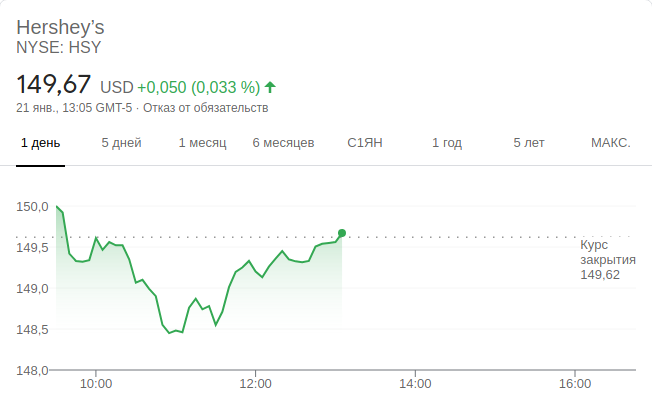 Hershey’s
NYSE: HSY
149,67 USD +0,050 (0,033 %)
21 янв., 13:05 GMT-5 · Отказ от обязательств
1 день 5 дней 1 месяц 6 месяцев С1ЯН 1 год 5 лет МАКС.
150,0
149,5
149,0
148,5
148,0
Курс
закрытия
149,62
10:00 12:00 14:00 16:00